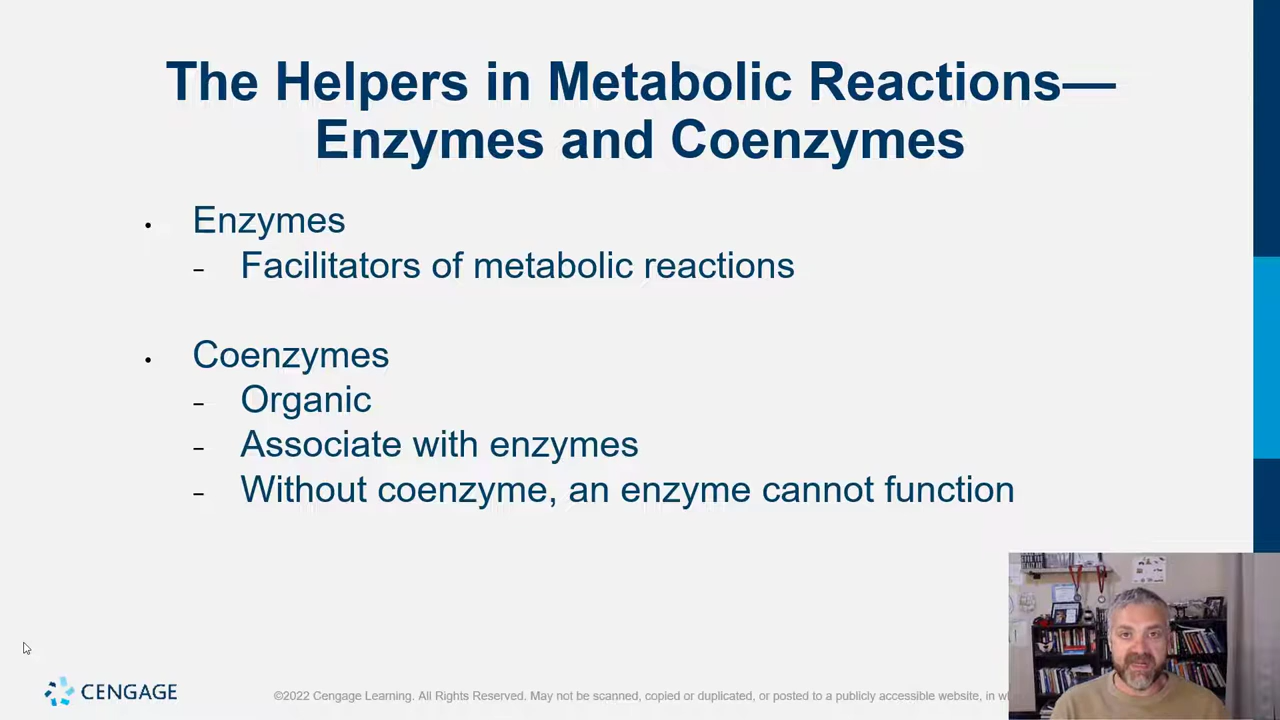 The Helpers in Metabolic Reactions—
Enzymes and Coenzymes
• Enzymes
– Facilitators of metabolic reactions
• Coenzymes
– Organic
– Associate with enzymes
– Without coenzyme, an enzyme cannot function
CENGAGE
©2022 Cengage Learning. All Rights Reserved. May not be scanned, copied or duplicated, or posted to a publicly accessible website, in